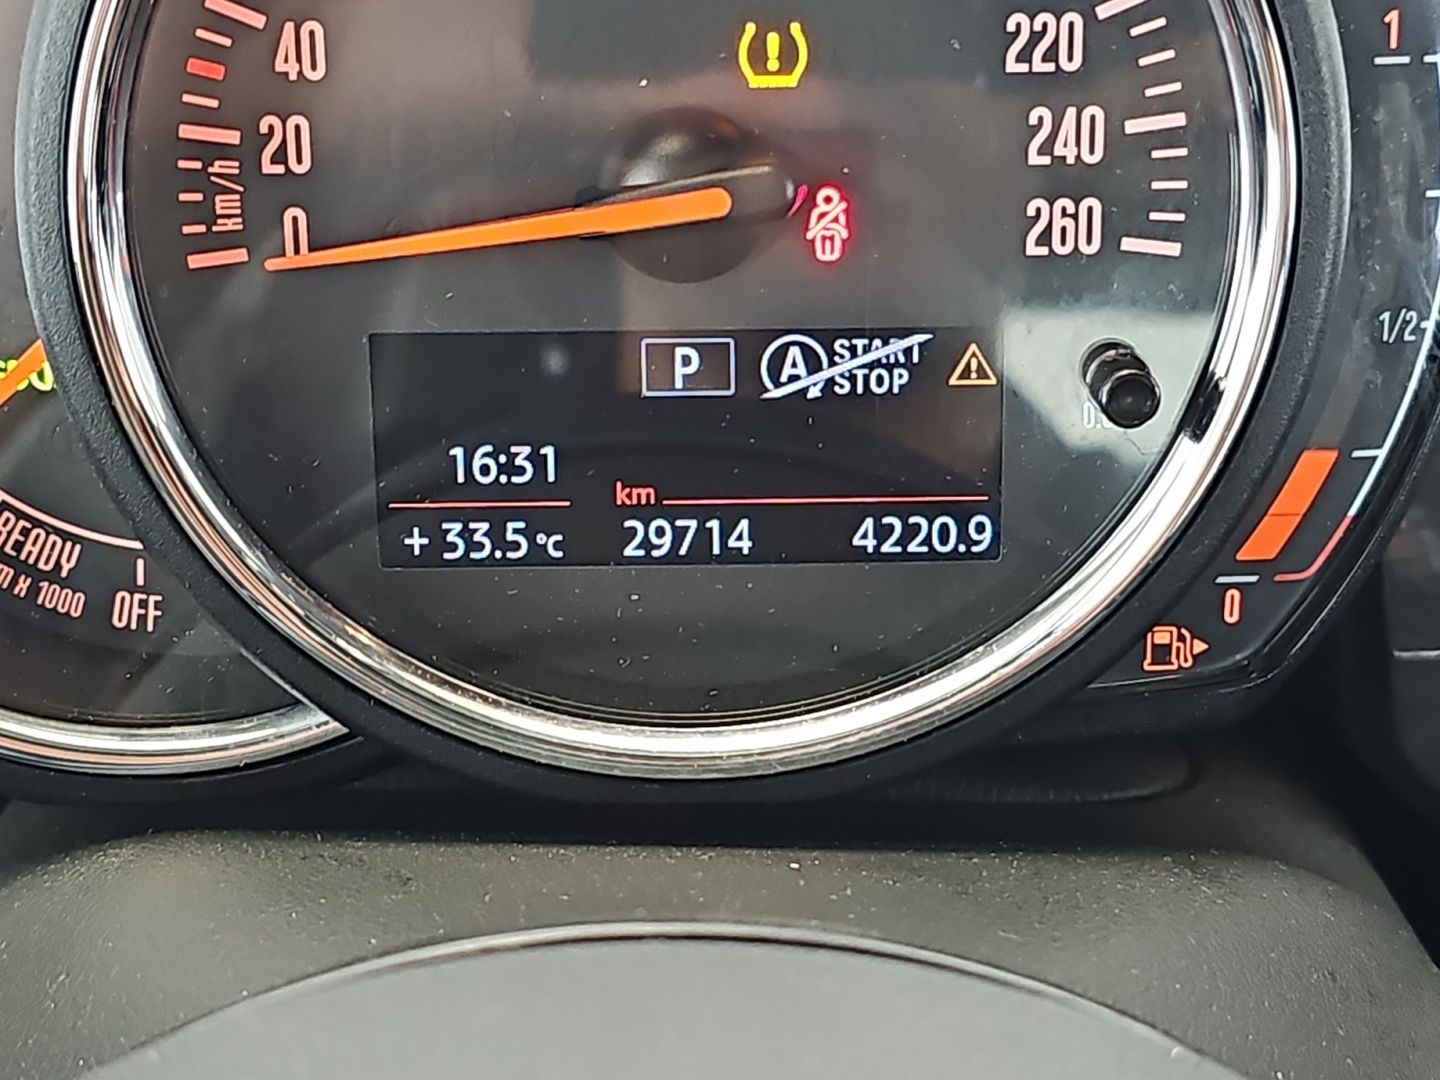 40
20
0
km/h
220
240
260
1
1/2
0
P
A START
STOP
16:31
km
+ 33.5 °C
29714
4220.9
READY
OFF
X 1000